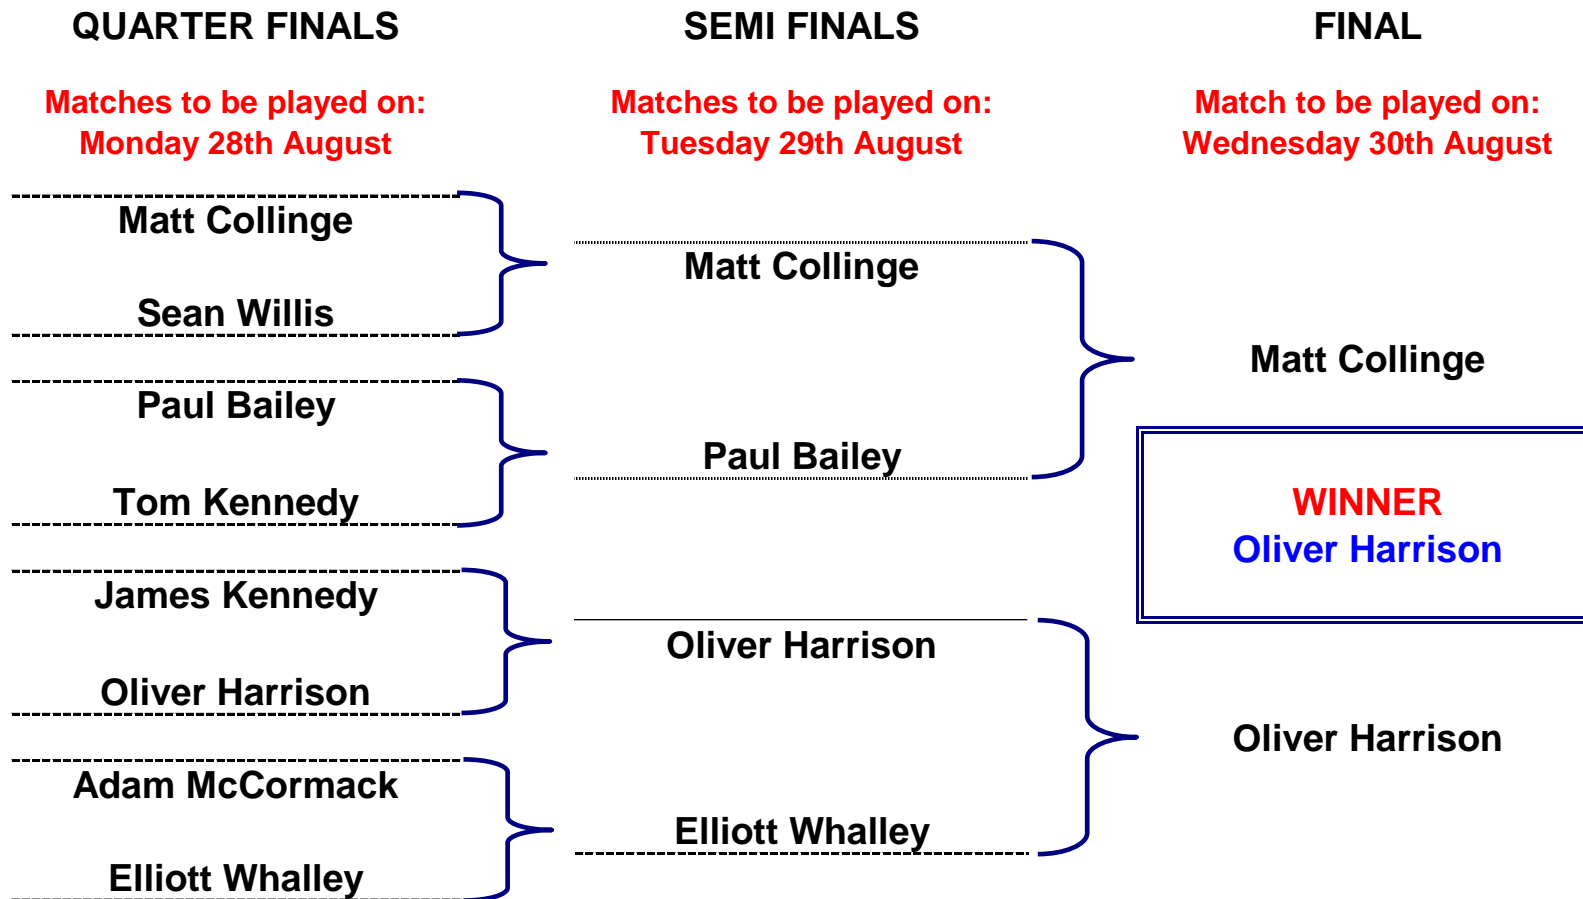 QUARTER FINALS
Matches to be played on:
Monday 28th August
Matt Collinge
Sean Willis
Paul Bailey
Tom Kennedy
James Kennedy
Oliver Harrison
Adam McCormack
Elliott Whalley
SEMI FINALS
Matches to be played on:
Tuesday 29th August
Matt Collinge
Paul Bailey
Oliver Harrison
Elliott Whalley
FINAL
Match to be played on:
Wednesday 30th August
Matt Collinge
WINNER
Oliver Harrison
Oliver Harrison